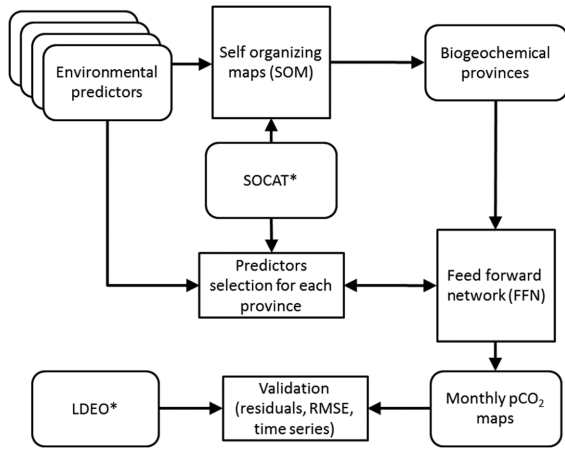 Environmental
predictors
Self organizing
maps (SOM)
Biogeochemical
provinces
SOCAT*
Predictors
selection for each
province
Feed forward
network (FFN)
LDEO*
Validation
(residuals, RMSE,
time series)
Monthly pCO₂
maps